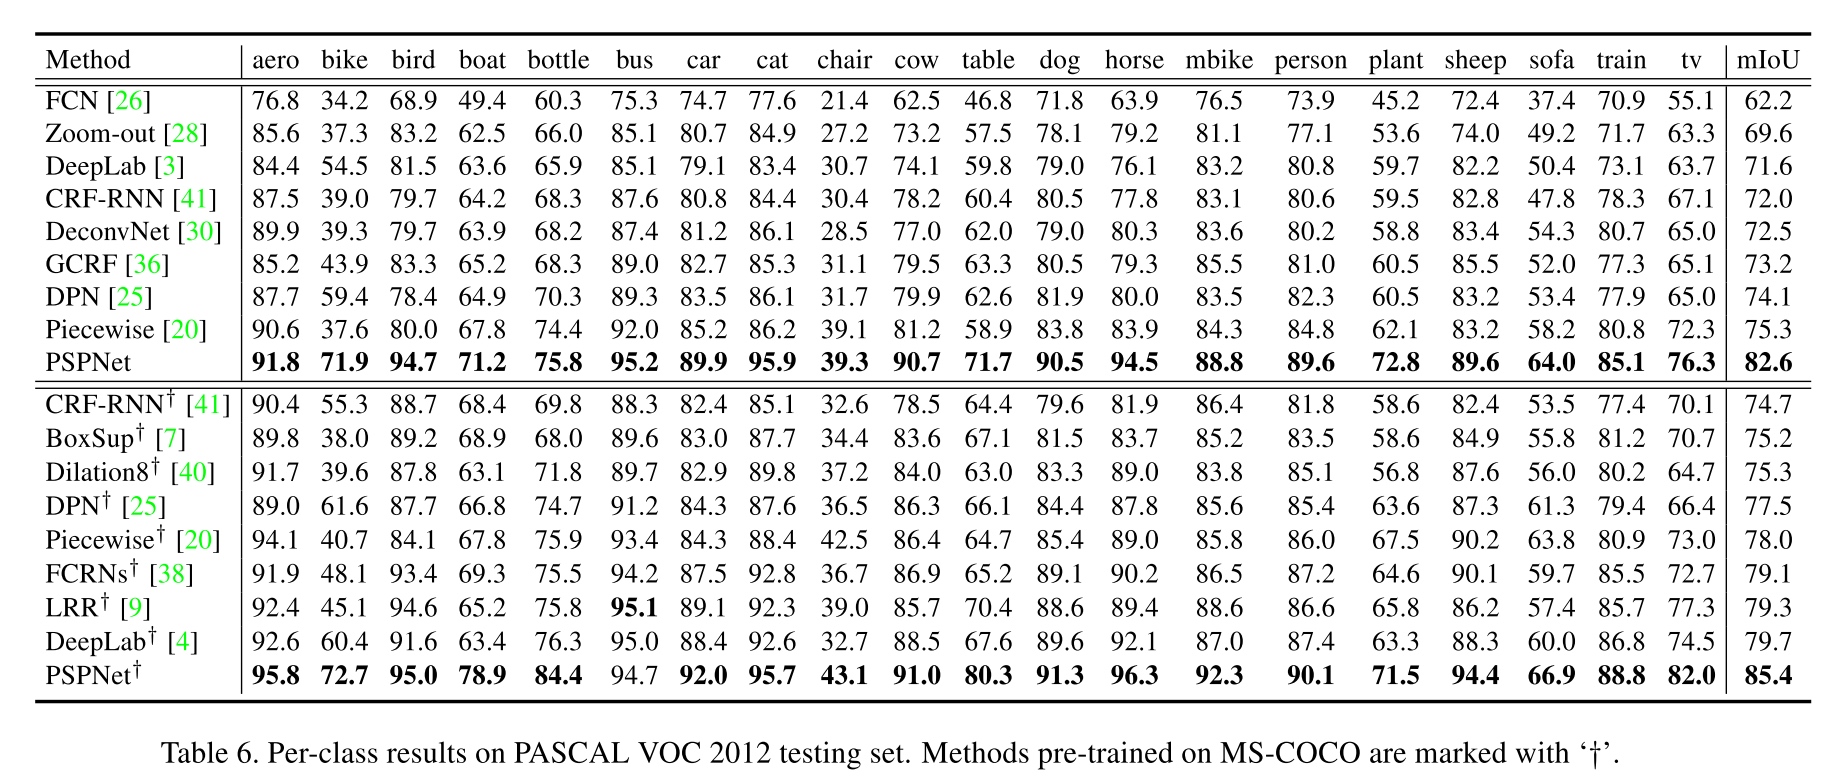 Method aero bike bird boat bottle bus car cat chair cow table dog horse mbike person plant sheep sofa train tv mIoU
FCN [26] 76.8 34.2 68.9 49.4 60.3 75.3 74.7 77.6 21.4 62.5 46.8 71.8 63.9 76.5 73.9 45.2 72.4 37.4 70.9 55.1 62.2
Zoom-out [28] 85.6 37.3 83.2 62.5 66.0 85.1 80.7 84.9 27.2 73.2 57.5 78.1 79.2 81.1 77.1 53.6 74.0 49.2 71.7 63.3 69.6
DeepLab [3] 84.4 54.5 81.5 63.6 65.9 85.1 79.1 83.4 30.7 74.1 59.8 79.0 76.1 83.2 80.8 59.7 82.2 50.4 73.1 63.7 71.6
CRF-RNN [41] 87.5 39.0 79.7 64.2 68.3 87.6 80.8 84.4 30.4 78.2 60.4 80.5 77.8 83.1 80.6 59.5 82.8 47.8 78.3 67.1 72.0
DeconvNet [30] 89.9 39.3 79.7 63.9 68.2 87.4 81.2 86.1 28.5 77.0 62.0 79.0 80.3 83.6 80.2 58.8 83.4 54.3 80.7 65.0 72.5
GCRF [36] 85.2 43.9 83.3 65.2 68.3 89.0 82.7 85.3 31.1 79.5 63.3 80.5 79.3 85.5 81.0 60.5 85.5 52.0 77.3 65.1 73.2
DPN [25] 87.7 59.4 78.4 64.9 70.3 89.3 83.5 86.1 31.7 79.9 62.6 81.9 80.0 83.5 82.3 60.5 83.2 53.4 77.9 65.0 74.1
Piecewise [20] 90.6 37.6 80.0 67.8 74.4 92.0 85.2 86.2 39.1 81.2 58.9 83.8 83.9 84.3 84.8 62.1 83.2 58.2 80.8 72.3 75.3
PSPNet 91.8 71.9 94.7 71.2 75.8 95.2 89.9 95.9 39.3 90.7 71.7 90.5 94.5 88.8 89.6 72.8 89.6 64.0 85.1 76.3 82.6
CRF-RNN† [41] 90.4 55.3 88.7 68.4 69.8 88.3 82.4 85.1 32.6 78.5 64.4 79.6 81.9 86.4 81.8 58.6 82.4 53.5 77.4 70.1 74.7
BoxSup† [7] 89.8 38.0 89.2 68.9 68.0 89.6 83.0 87.7 34.4 83.6 67.1 81.5 83.7 85.2 83.5 58.6 84.9 55.8 81.2 70.7 75.2
Dilation8† [40] 91.7 39.6 87.8 63.1 71.8 89.7 82.9 89.8 37.2 84.0 63.0 83.3 89.0 83.8 85.1 56.8 87.6 56.0 80.2 64.7 75.3
DPN† [25] 89.0 61.6 87.7 66.8 74.7 91.2 84.3 87.6 36.5 86.3 66.1 84.4 87.8 85.6 85.4 63.6 87.3 61.3 79.4 66.4 77.5
Piecewise† [20] 94.1 40.7 84.1 67.8 75.9 93.4 84.3 88.4 42.5 86.4 64.7 85.4 89.0 85.8 86.0 67.5 90.2 63.8 80.9 73.0 78.0
FCRNs† [38] 91.9 48.1 93.4 69.3 75.5 94.2 87.5 92.8 36.7 86.9 65.2 89.1 90.2 86.5 87.2 64.6 90.1 59.7 85.5 72.7 79.1
LRR† [9] 92.4 45.1 94.6 65.2 75.8 95.1 89.1 92.3 39.0 85.7 70.4 88.6 89.4 88.6 86.6 65.8 86.2 57.4 85.7 77.3 79.3
DeepLab† [4] 92.6 60.4 91.6 63.4 76.3 95.0 88.4 92.6 32.7 88.5 67.6 89.6 92.1 87.0 87.4 63.3 88.3 60.0 86.8 74.5 79.7
PSPNet† 95.8 72.7 95.0 78.9 84.4 94.7 92.0 95.7 43.1 91.0 80.3 91.3 96.3 92.3 90.1 71.5 94.4 66.9 88.8 82.0 85.4
Table 6. Per-class results on PASCAL VOC 2012 testing set. Methods pre-trained on MS-COCO are marked with ‘†’.